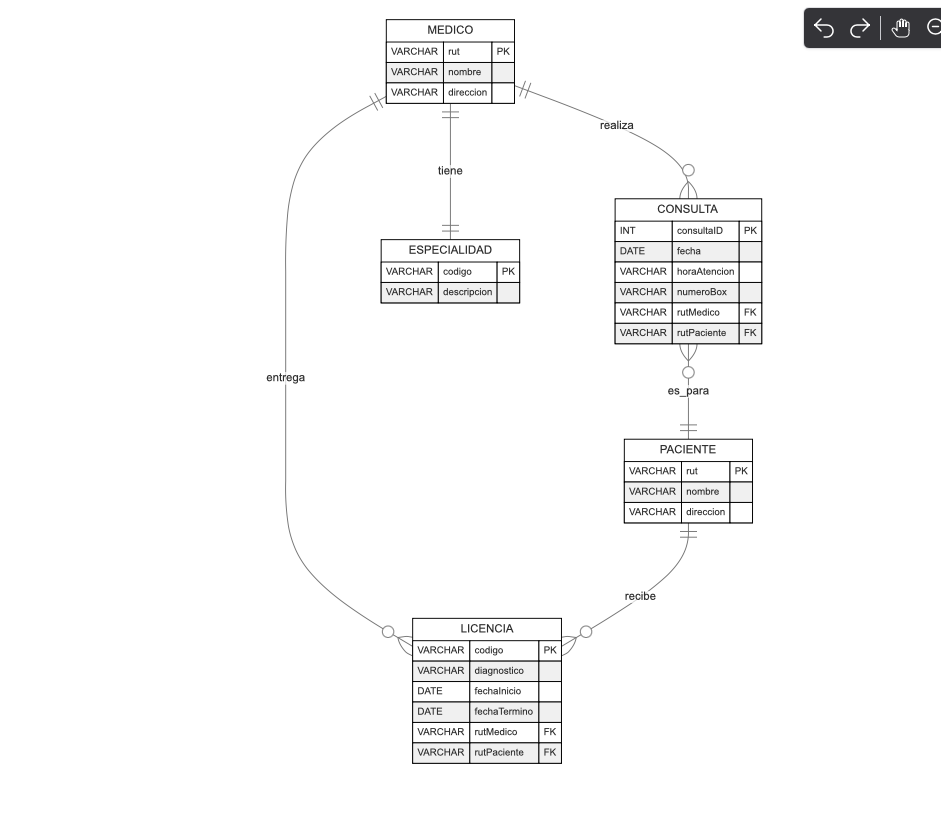 MEDICO
VARCHAR rut PK
VARCHAR nombre
VARCHAR direccion
realiza
tiene
CONSULTA
INT consultaID PK
DATE fecha
VARCHAR horaAtencion
VARCHAR numeroBox
VARCHAR rutMedico FK
VARCHAR rutPaciente FK
ESPECIALIDAD
VARCHAR codigo PK
VARCHAR descripcion
entrega
es_para
PACIENTE
VARCHAR rut PK
VARCHAR nombre
VARCHAR direccion
recibe
LICENCIA
VARCHAR codigo PK
VARCHAR diagnostico
DATE fechaInicio
DATE fechaTermino
VARCHAR rutMedico FK
VARCHAR rutPaciente FK